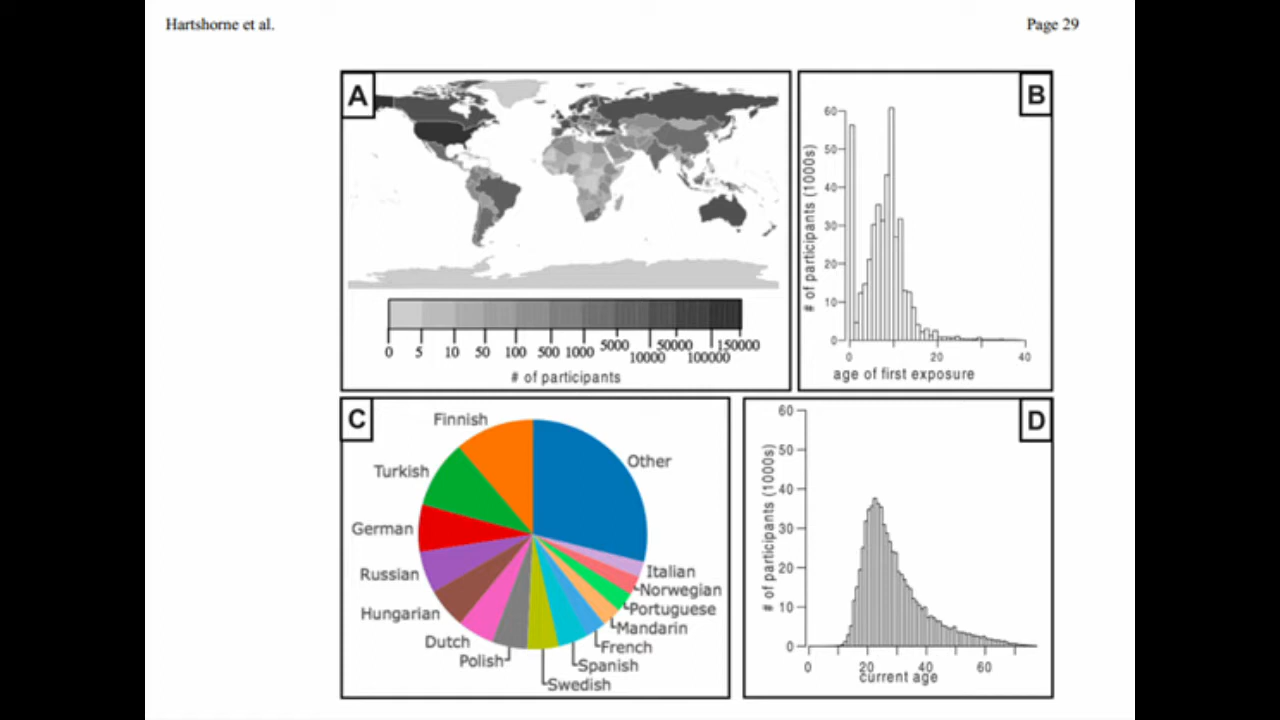 Hartshorne et al.
Page 29
A
0 5 10 50 100 500 1000 5000 10000 50000 100000 150000
# of participants
B
# of participants (1000s)
60
50
40
30
20
10
0
0 20 40
age of first exposure
C
Finnish
Other
Turkish
German
Russian
Hungarian
Dutch
Polish
Swedish
Spanish
French
Mandarin
Portuguese
Norwegian
Italian
D
# of participants (1000s)
60
50
40
30
20
10
0
0 20 40 60
current age